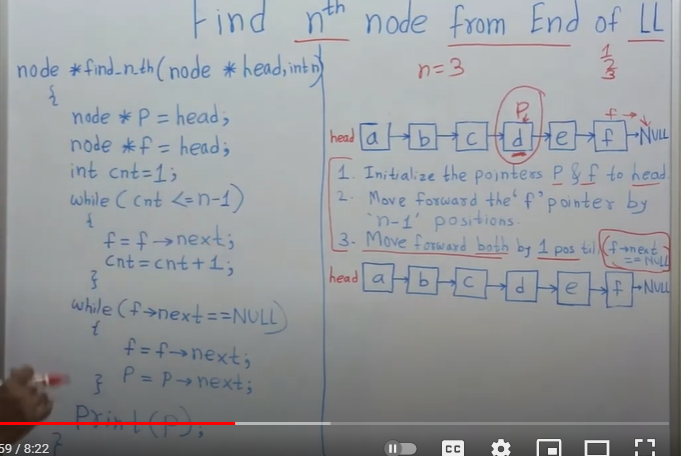 Find nth node from End of LL
node *find_nth(node * head, int n)
{
node * P = head;
node * f = head;
int cnt=1;
while (cnt <=n-1)
{
f=f→next;
cnt=cnt+1;
}
while (f→next==NULL)
{
f=f→next;
P=P→next;
}
Print(P);
}
n=3
1
2
3
P
f
head a b c d e f NULL
1. Initialize the pointers P & f to head.
2. Move forward the 'f' pointer by
'n-1' positions.
3. Move forward both by 1 pos til (f→next
==NULL)
head a b c d e f NULL
59 / 8:22
CC